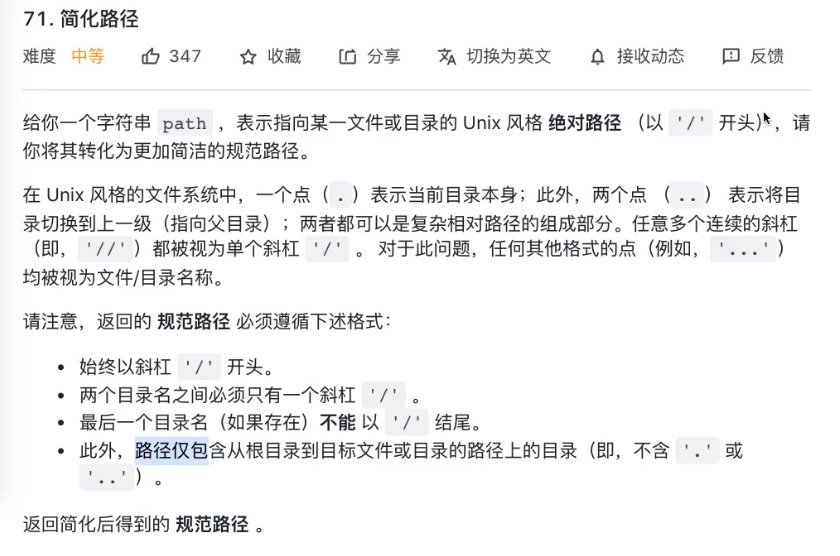 71. 简化路径
难度 中等 347 收藏 分享 切换为英文 接收动态 反馈
给你一个字符串 path ，表示指向某一文件或目录的 Unix 风格 绝对路径 （以 '/' 开头），请
你将其转化为更加简洁的规范路径。
在 Unix 风格的文件系统中，一个点（.）表示当前目录本身；此外，两个点 （..） 表示将目
录切换到上一级（指向父目录）；两者都可以是复杂相对路径的组成部分。任意多个连续的斜杠
（即，'//'）都被视为单个斜杠 '/' 。 对于此问题，任何其他格式的点（例如，'...'）
均被视为文件/目录名称。
请注意，返回的 规范路径 必须遵循下述格式：
• 始终以斜杠 '/' 开头。
• 两个目录名之间必须只有一个斜杠 '/' 。
• 最后一个目录名（如果存在）不能 以 '/' 结尾。
• 此外，路径仅包含从根目录到目标文件或目录的路径上的目录（即，不含 '.' 或
'..'）。
返回简化后得到的 规范路径 。